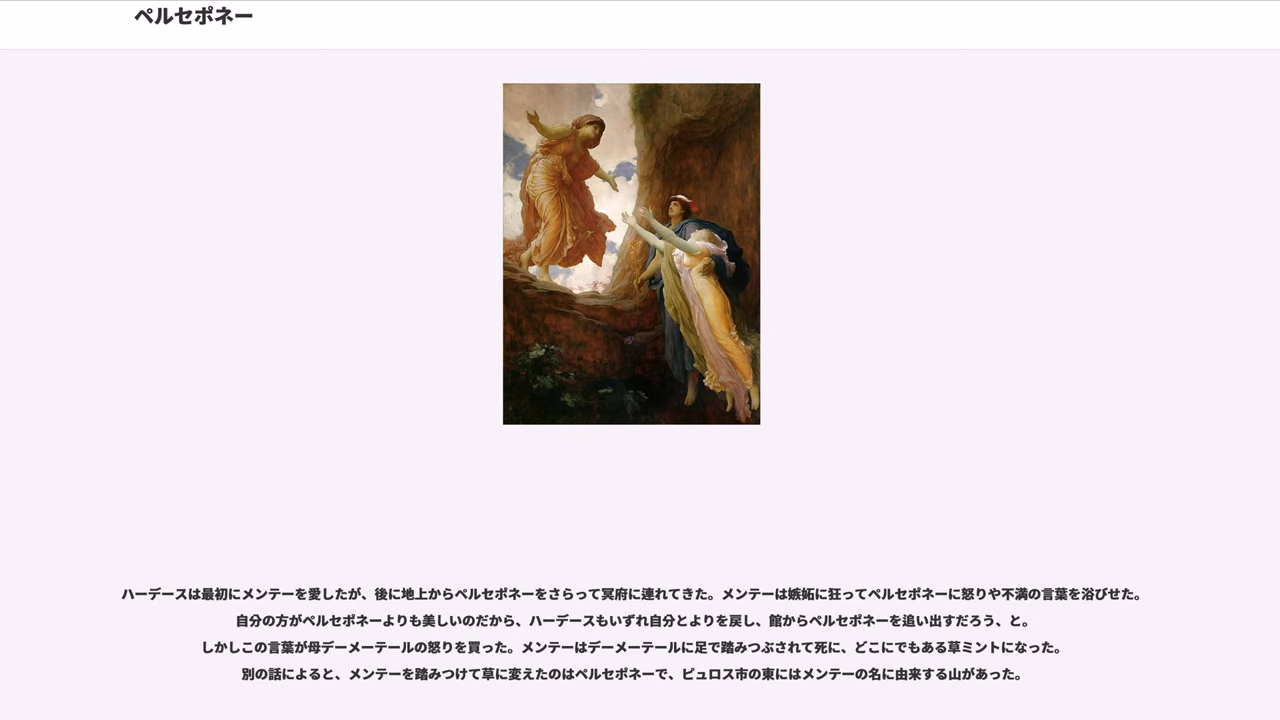 ペルセポネー
ハーデースは最初にメンテーを愛したが、後に地上からペルセポネーをさらって冥府に連れてきた。メンテーは嫉妬に狂ってペルセポネーに怒りや不満の言葉を浴びせた。
自分の方がペルセポネーよりも美しいのだから、ハーデースもいずれ自分とよりを戻し、館からペルセポネーを追い出すだろう、と。
しかしこの言葉が母デーメーテールの怒りを買った。メンテーはデーメーテールに足で踏みつぶされて死に、どこにでもある草ミントになった。
別の話によると、メンテーを踏みつけて草に変えたのはペルセポネーで、ピュロス市の東にはメンテーの名に由来する山があった。